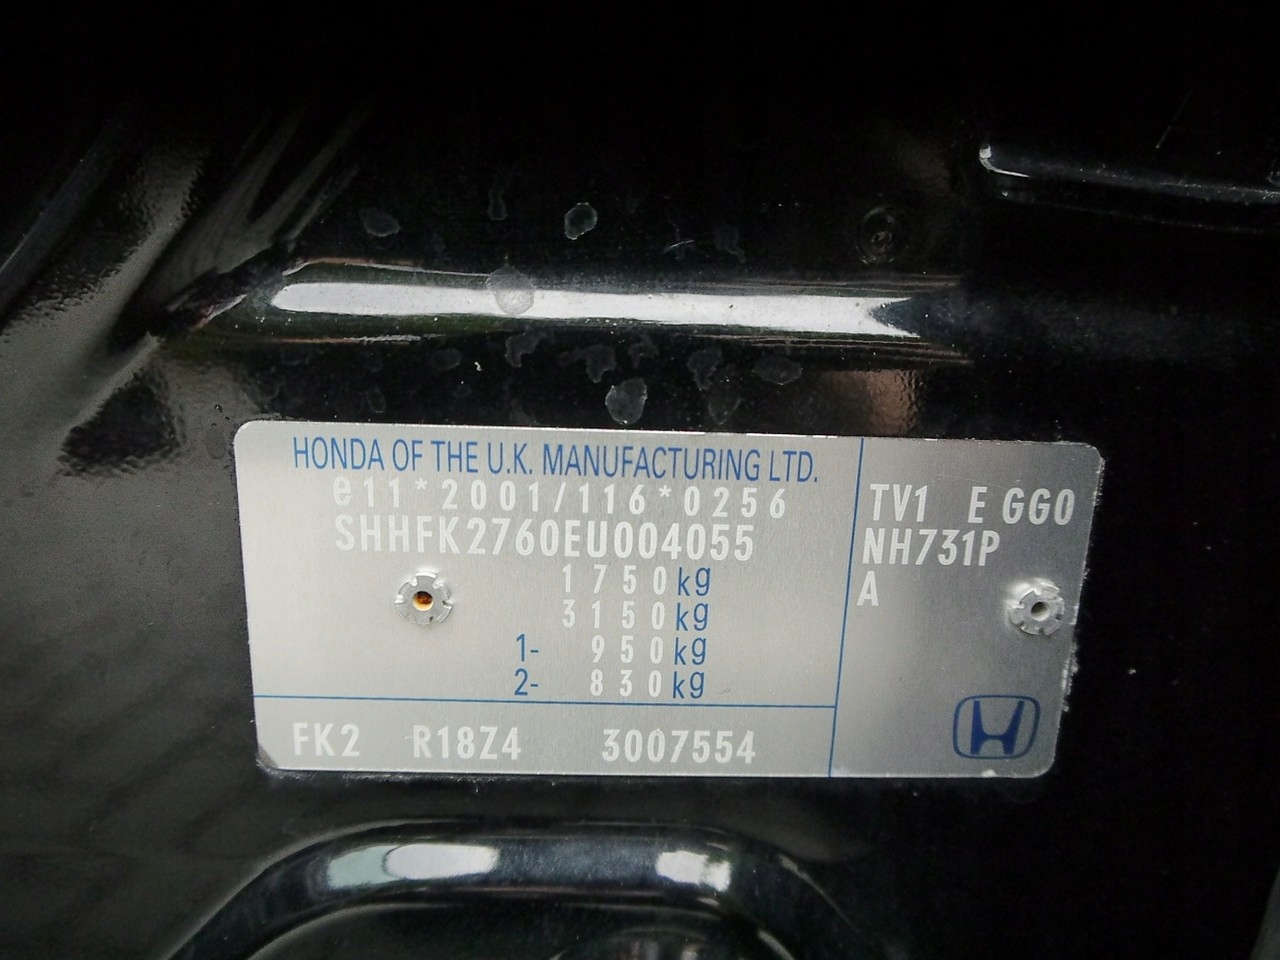 HONDA OF THE U.K. MANUFACTURING LTD.
e11*2001/116*0256
SHHFK2760EU004055
1750kg
3150kg
1- 950kg
2- 830kg
FK2 R18Z4 3007554
TV1 E GG0
NH731P
A